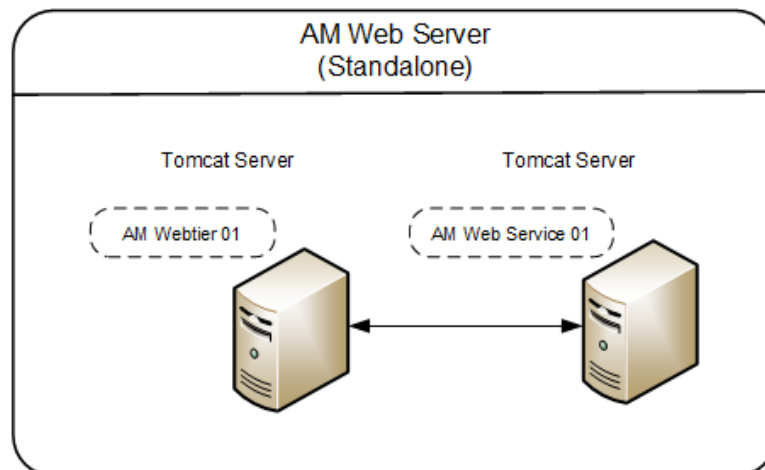 AM Web Server
(Standalone)
Tomcat Server
Tomcat Server
AM Webtier 01
AM Web Service 01